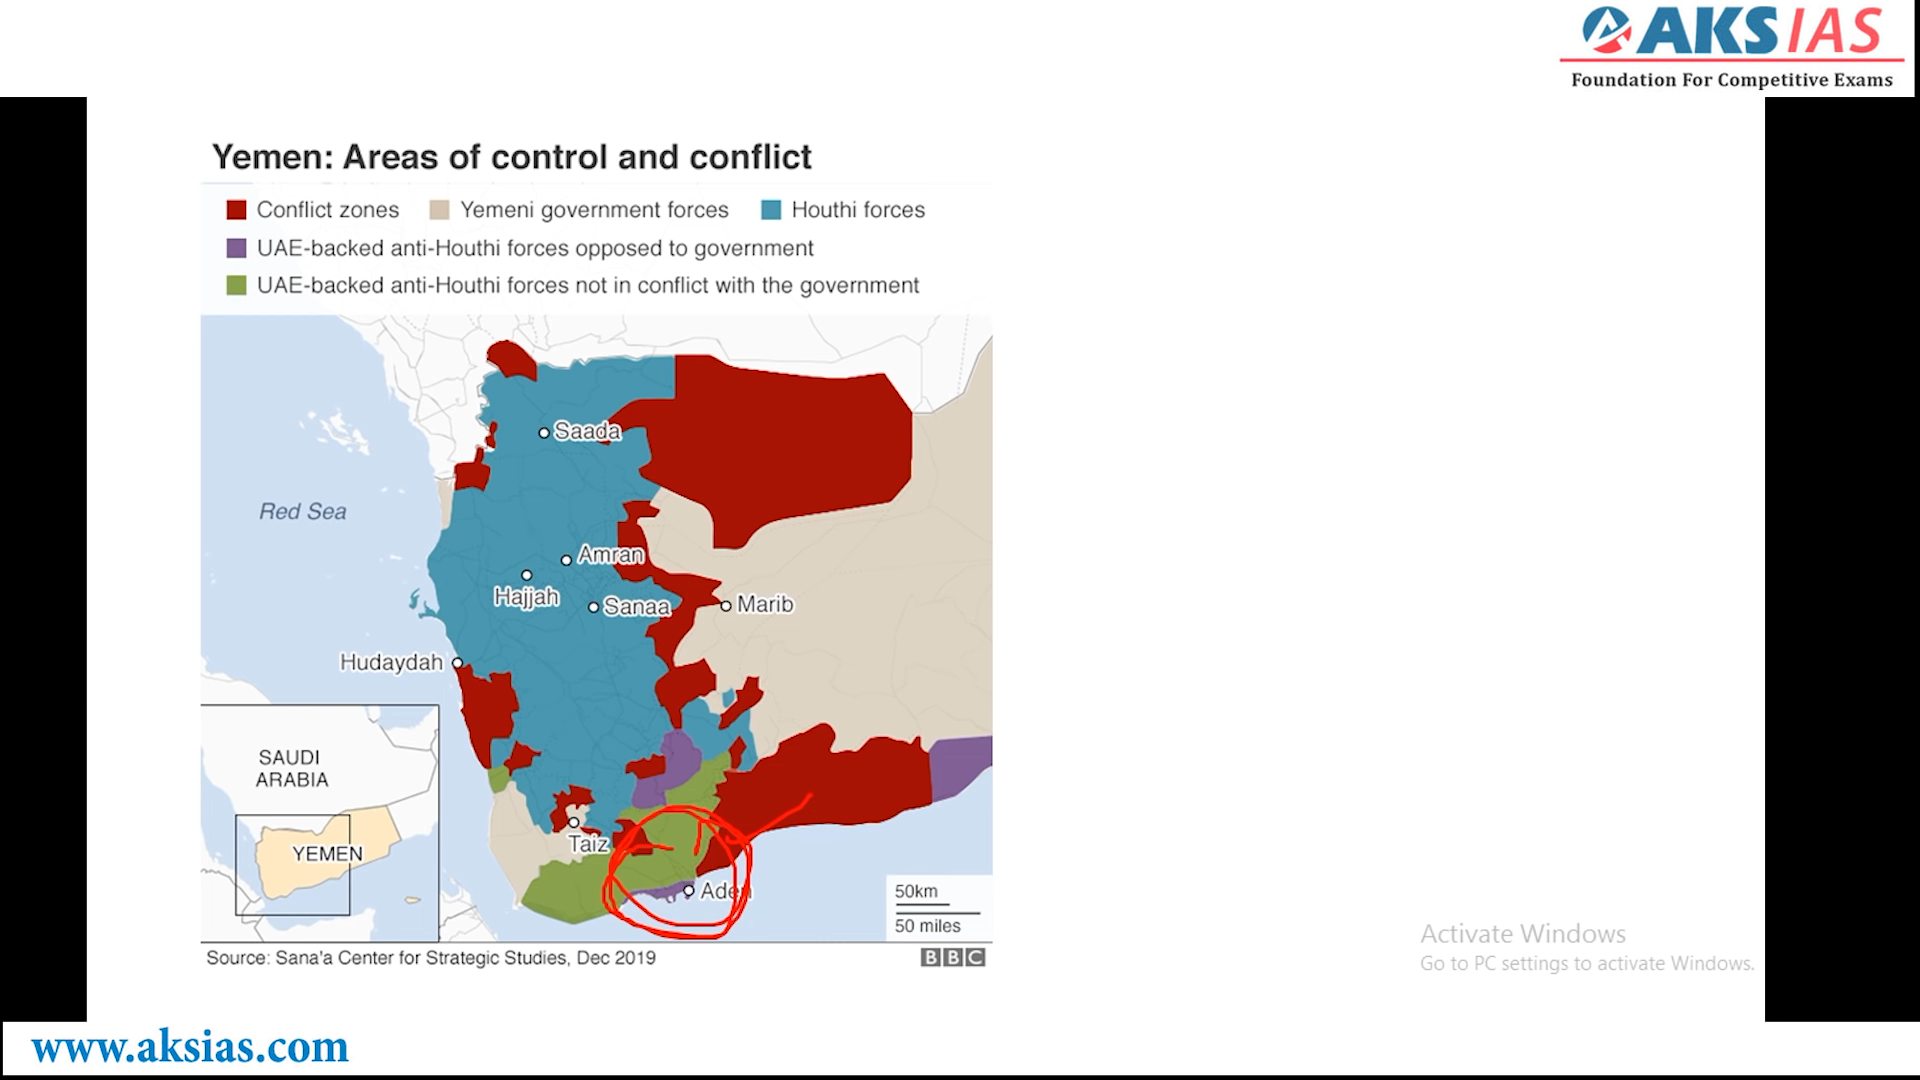 AKS IAS
Foundation For Competitive Exams
Yemen: Areas of control and conflict
Conflict zones
Yemeni government forces
Houthi forces
UAE-backed anti-Houthi forces opposed to government
UAE-backed anti-Houthi forces not in conflict with the government
Saada
Red Sea
Amran
Hajjah
Sanaa
Marib
Hudaydah
SAUDI
ARABIA
YEMEN
Taiz
Aden
50km
50 miles
Source: Sana'a Center for Strategic Studies, Dec 2019
BBC
Activate Windows
Go to PC settings to activate Windows.
www.aksias.com